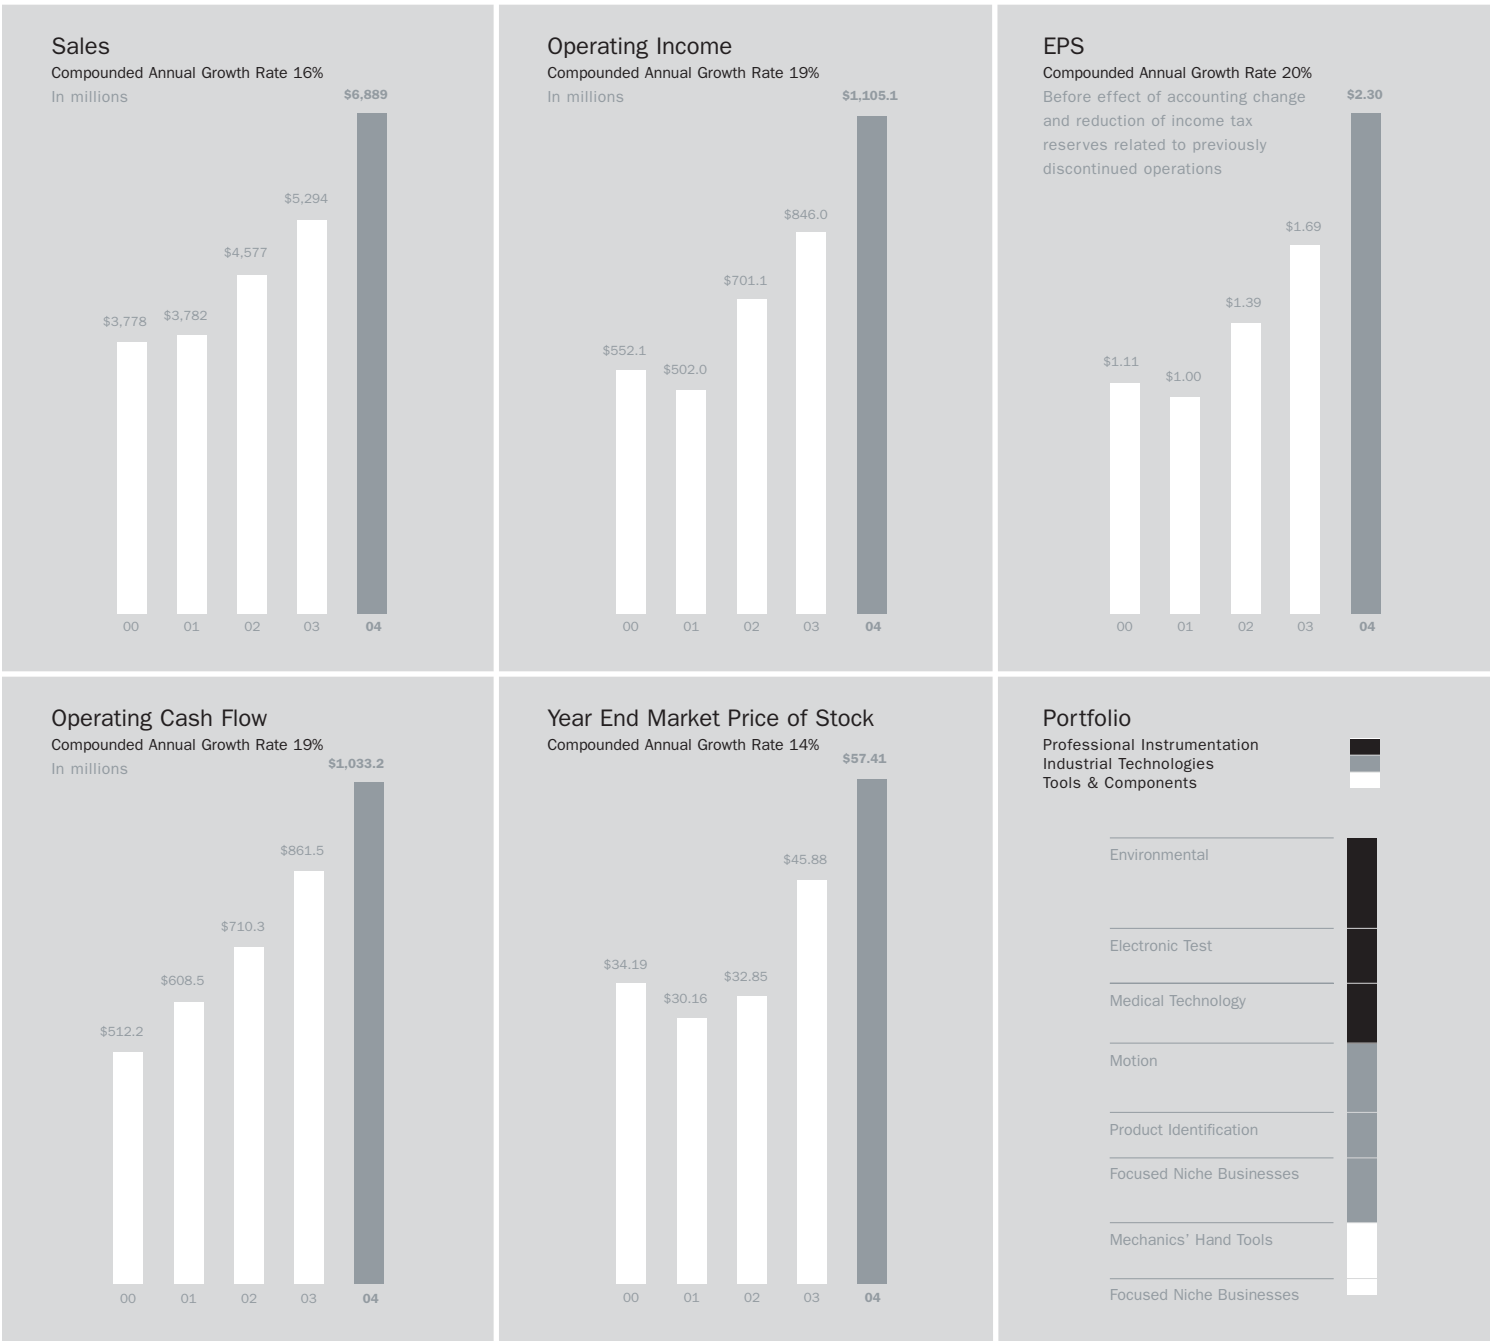 Sales
Compounded Annual Growth Rate 16%
In millions
$6,889
$5,294
$4,577
$3,782
$3,778
00 01 02 03 04
Operating Income
Compounded Annual Growth Rate 19%
In millions
$1,105.1
$846.0
$701.1
$552.1
$502.0
00 01 02 03 04
EPS
Compounded Annual Growth Rate 20%
Before effect of accounting change
and reduction of income tax
reserves related to previously
discontinued operations
$2.30
$1.69
$1.39
$1.11
$1.00
00 01 02 03 04
Operating Cash Flow
Compounded Annual Growth Rate 19%
In millions
$1,033.2
$861.5
$710.3
$608.5
$512.2
00 01 02 03 04
Year End Market Price of Stock
Compounded Annual Growth Rate 14%
$57.41
$45.88
$34.19
$32.85
$30.16
00 01 02 03 04
Portfolio
Professional Instrumentation
Industrial Technologies
Tools & Components
Environmental
Electronic Test
Medical Technology
Motion
Product Identification
Focused Niche Businesses
Mechanics' Hand Tools
Focused Niche Businesses